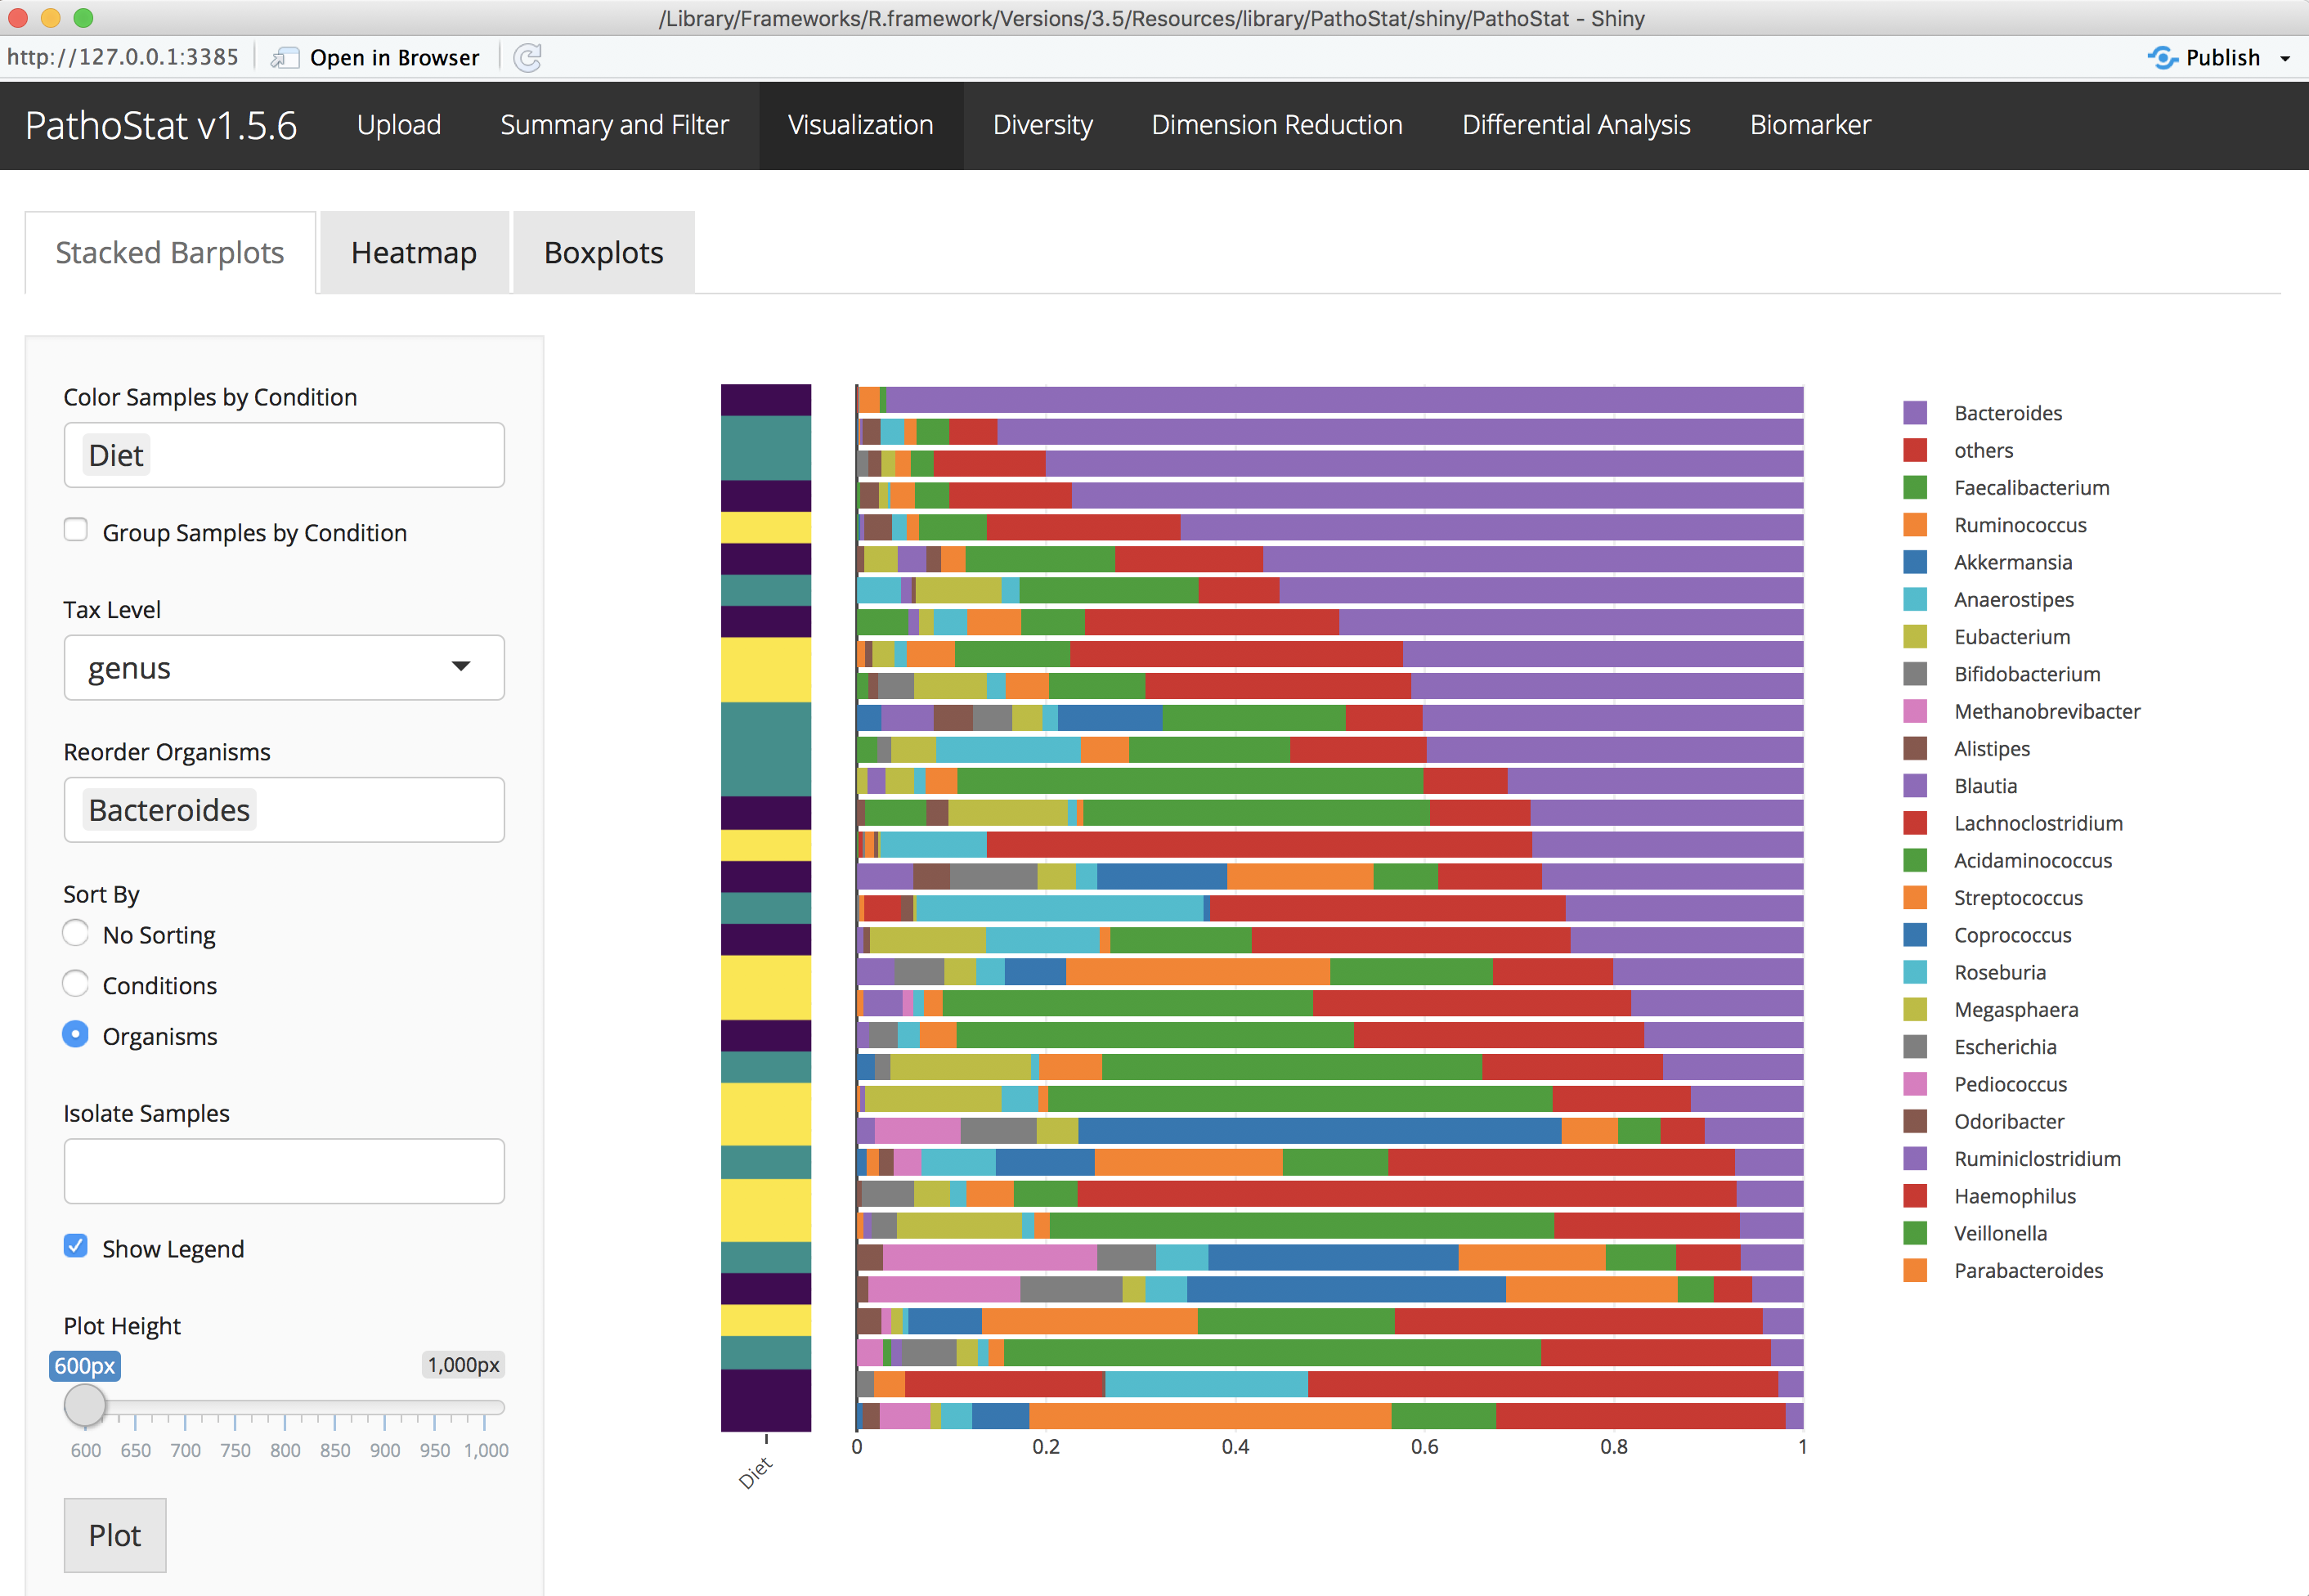 /Library/Frameworks/R.framework/Versions/3.5/Resources/library/PathoStat/shiny/PathoStat - Shiny
http://127.0.0.1:3385 Open in Browser Publish
PathoStat v1.5.6 Upload Summary and Filter Visualization Diversity Dimension Reduction Differential Analysis Biomarker
Stacked Barplots Heatmap Boxplots
Color Samples by Condition
Diet
Group Samples by Condition
Tax Level
genus
Reorder Organisms
Bacteroides
Sort By
No Sorting
Conditions
Organisms
Isolate Samples
Show Legend
Plot Height
600px 1,000px
600 650 700 750 800 850 900 950 1,000
Plot
Diet
0 0.2 0.4 0.6 0.8 1
Bacteroides
others
Faecalibacterium
Ruminococcus
Akkermansia
Anaerostipes
Eubacterium
Bifidobacterium
Methanobrevibacter
Alistipes
Blautia
Lachnoclostridium
Acidaminococcus
Streptococcus
Coprococcus
Roseburia
Megasphaera
Escherichia
Pediococcus
Odoribacter
Ruminiclostridium
Haemophilus
Veillonella
Parabacteroides